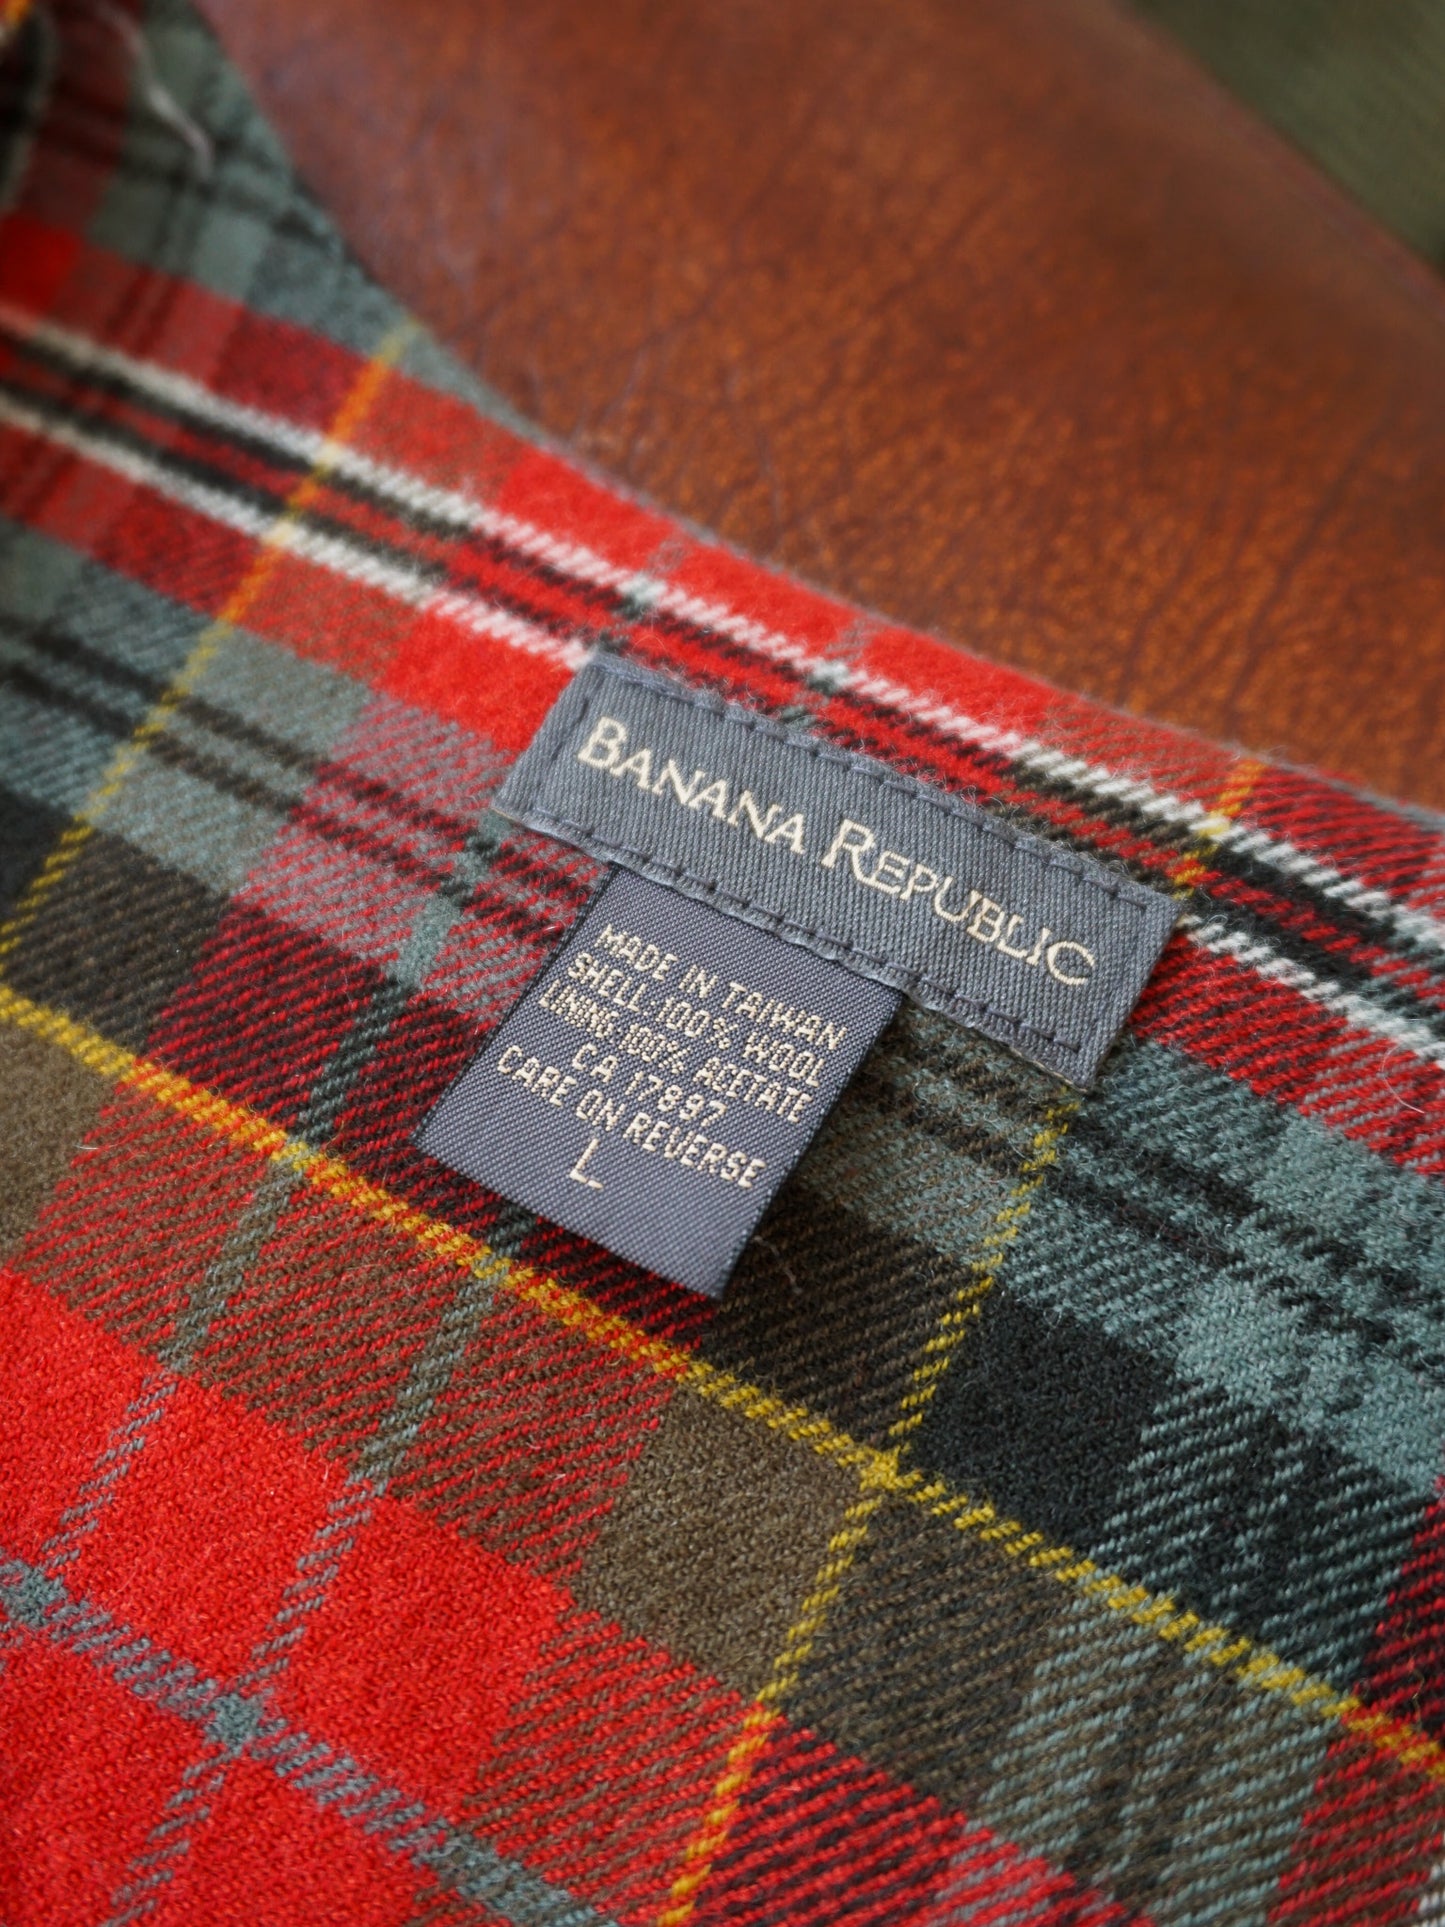 BANANA REPUBLIC
MADE IN TAIWAN
SHELL:100% WOOL
LINING:100% ACETATE
CA 17897
CARE ON REVERSE
L